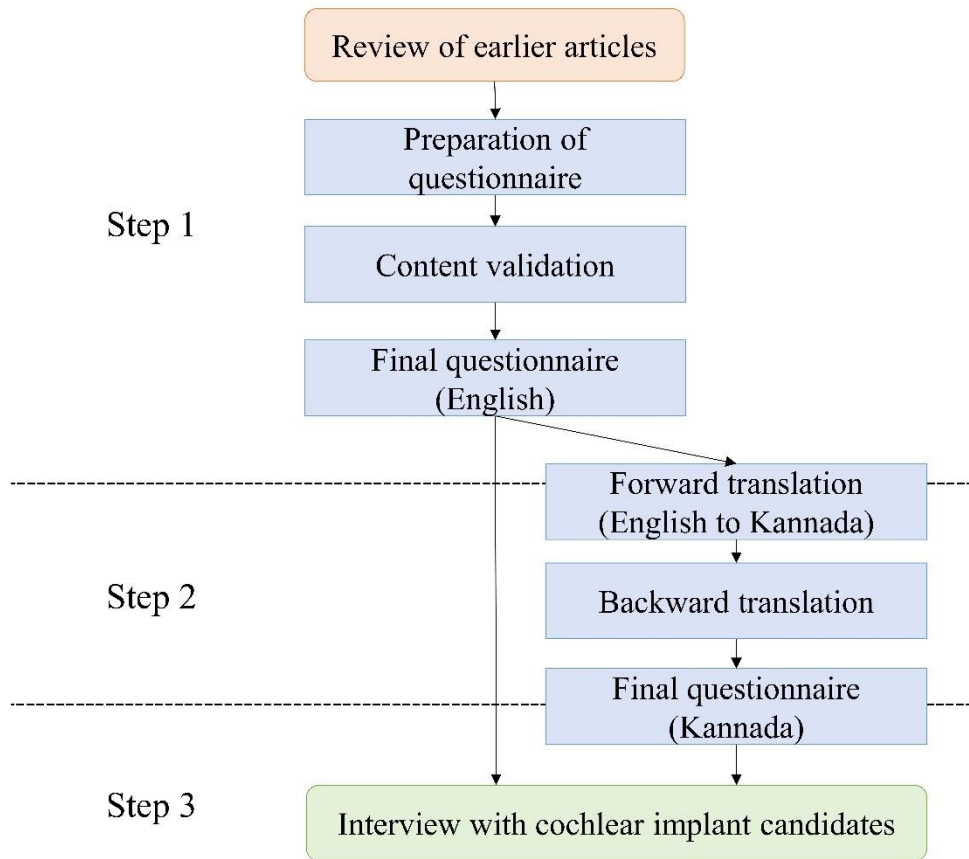 Review of earlier articles
Preparation of
questionnaire
Step 1
Content validation
Final questionnaire
(English)
Forward translation
(English to Kannada)
Step 2
Backward translation
Final questionnaire
(Kannada)
Step 3
Interview with cochlear implant candidates